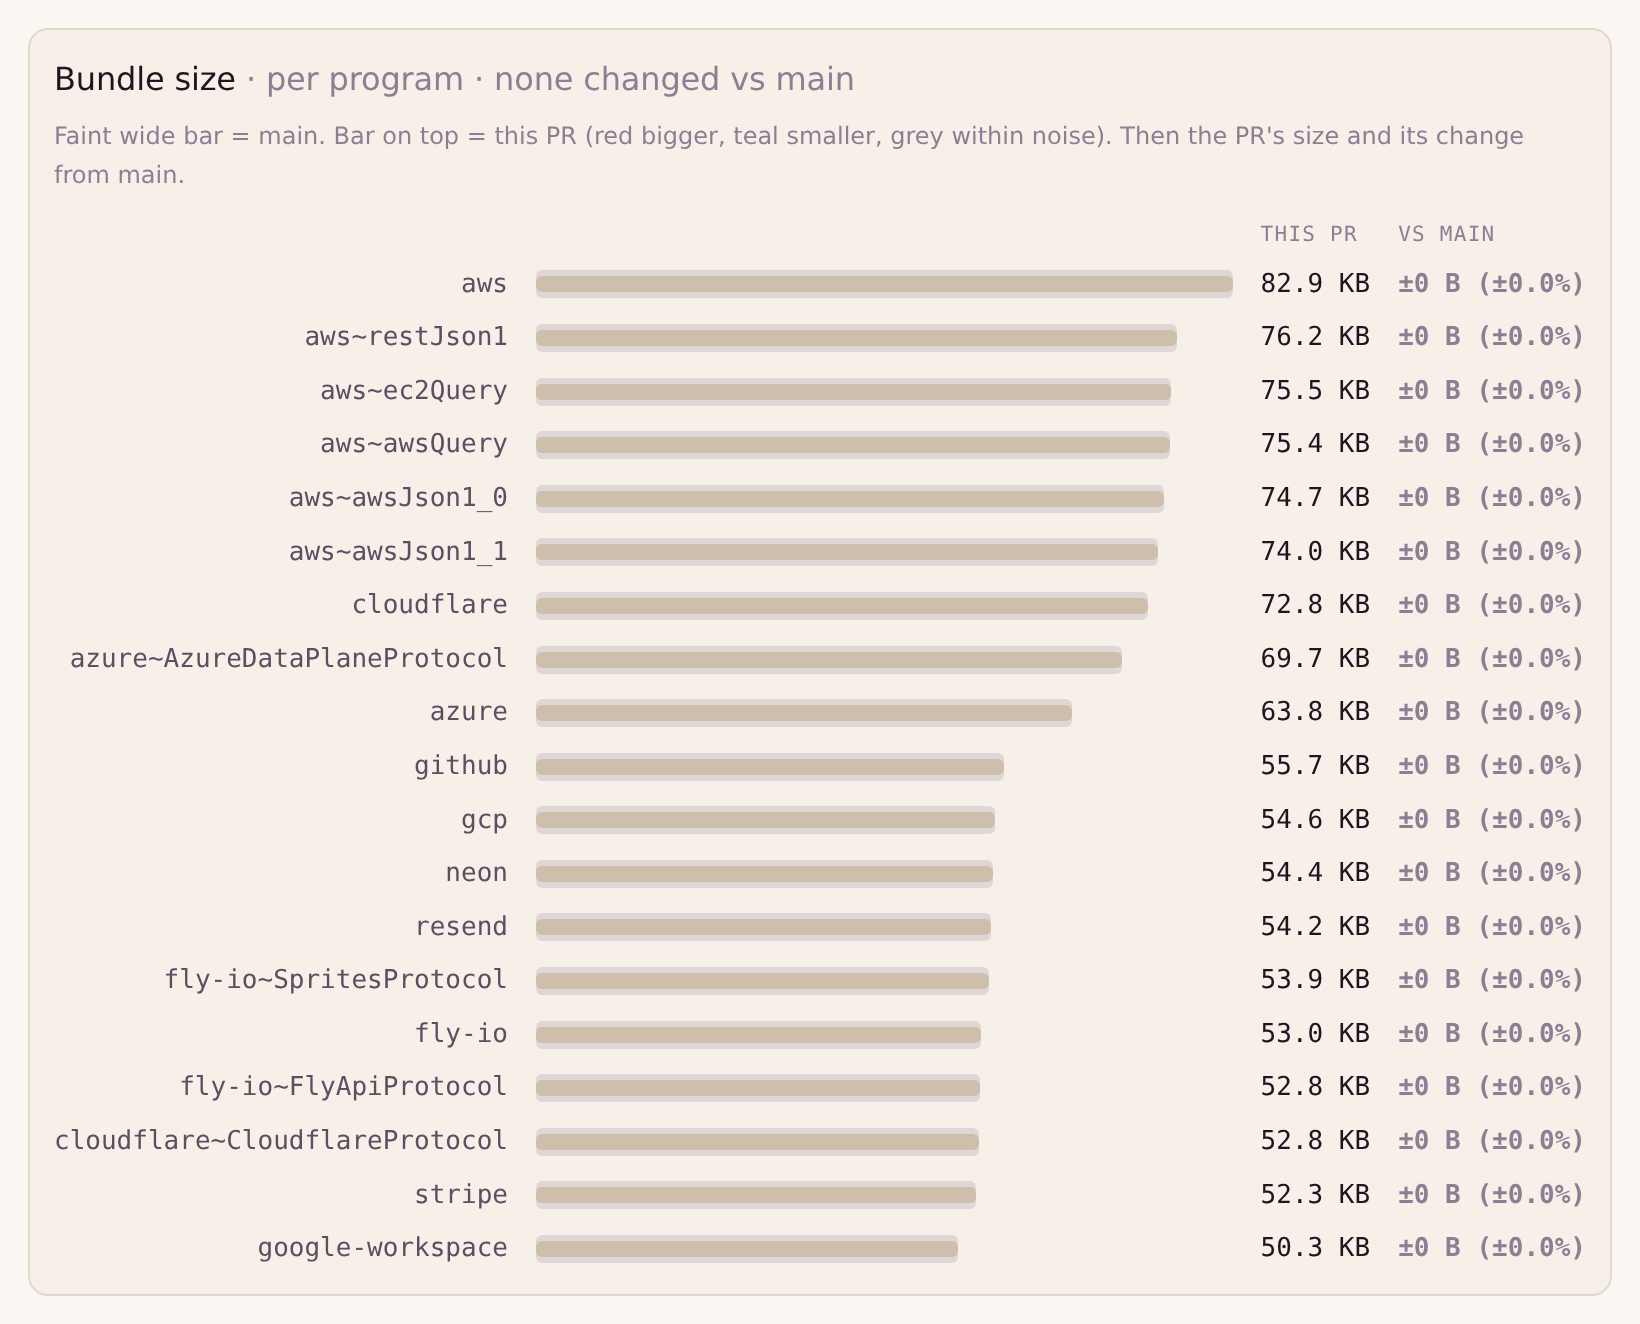 Bundle size · per program · none changed vs main
Faint wide bar = main. Bar on top = this PR (red bigger, teal smaller, grey within noise). Then the PR's size and its change
from main.
THIS PR VS MAIN
aws 82.9 KB ±0 B (±0.0%)
aws~restJson1 76.2 KB ±0 B (±0.0%)
aws~ec2Query 75.5 KB ±0 B (±0.0%)
aws~awsQuery 75.4 KB ±0 B (±0.0%)
aws~awsJson1_0 74.7 KB ±0 B (±0.0%)
aws~awsJson1_1 74.0 KB ±0 B (±0.0%)
cloudflare 72.8 KB ±0 B (±0.0%)
azure~AzureDataPlaneProtocol 69.7 KB ±0 B (±0.0%)
azure 63.8 KB ±0 B (±0.0%)
github 55.7 KB ±0 B (±0.0%)
gcp 54.6 KB ±0 B (±0.0%)
neon 54.4 KB ±0 B (±0.0%)
resend 54.2 KB ±0 B (±0.0%)
fly-io~SpritesProtocol 53.9 KB ±0 B (±0.0%)
fly-io 53.0 KB ±0 B (±0.0%)
fly-io~FlyApiProtocol 52.8 KB ±0 B (±0.0%)
cloudflare~CloudflareProtocol 52.8 KB ±0 B (±0.0%)
stripe 52.3 KB ±0 B (±0.0%)
google-workspace 50.3 KB ±0 B (±0.0%)